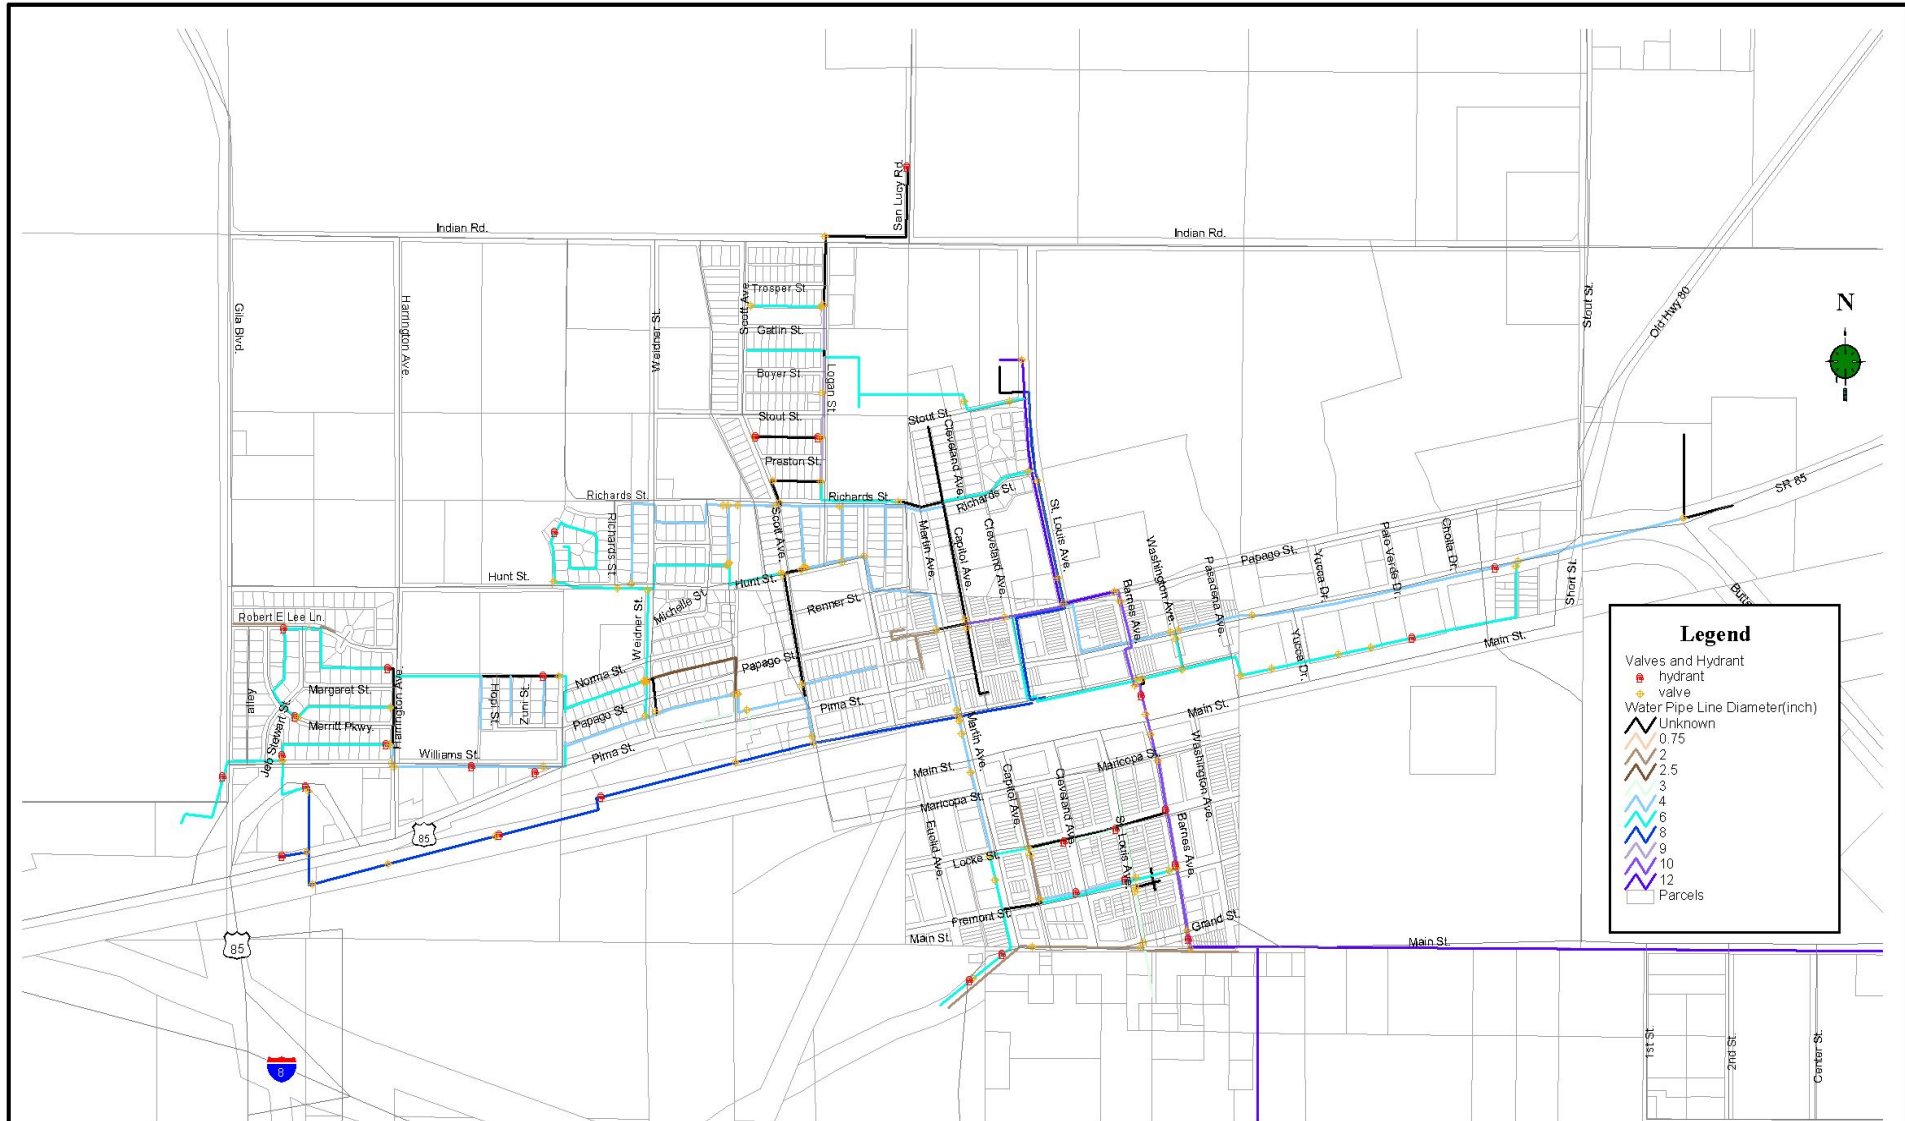 San Lucy Rd.
Indian Rd.
Indian Rd.
Gila Blvd.
Harrington Ave.
Weidner St.
Scott Ave.
Trosper St.
Gatlin St.
Boyer St.
Logan St
Stout St.
Preston St.
Stout St.
Old Hwy 80
N
Stout St.
SR 85
Richards St.
Richards St.
Richards St.
Richards St
Cleveland Ave.
Scott Ave.
Martin Ave.
Capitol Ave.
Cleveland Ave.
St. Louis Ave.
Washington Ave.
Barnes Ave.
Pasadena Ave.
Papago St.
Yucca Dr.
Palo Verde Dr.
Cholla Dr.
Short St.
Hunt St.
Hunt St.
Renner St.
Michelle St.
Weidner St.
Robert E Lee Ln.
Margaret St.
Merritt Pkwy.
Jeb Stewart St.
Harrington Ave.
Hopi St.
Zuni St.
Norma St.
Papago St.
Papago St.
Pima St.
Pima St.
Williams St.
Yucca Dr.
Main St.
Main St.
Main St.
Martin Ave.
Maricopa St.
Maricopa St.
Washington Ave.
Capitol Ave.
Cleveland Ave.
Euclid Ave.
Locke St.
St. Louis Ave.
Barnes Ave.
Fremont St.
Grand St.
Main St.
Main St.
85
85
8
1st St.
2nd St.
Center St.
Legend
Valves and Hydrant
hydrant
valve
Water Pipe Line Diameter(inch)
Unknown
0.75
2
2.5
3
4
6
8
9
10
12
Parcels